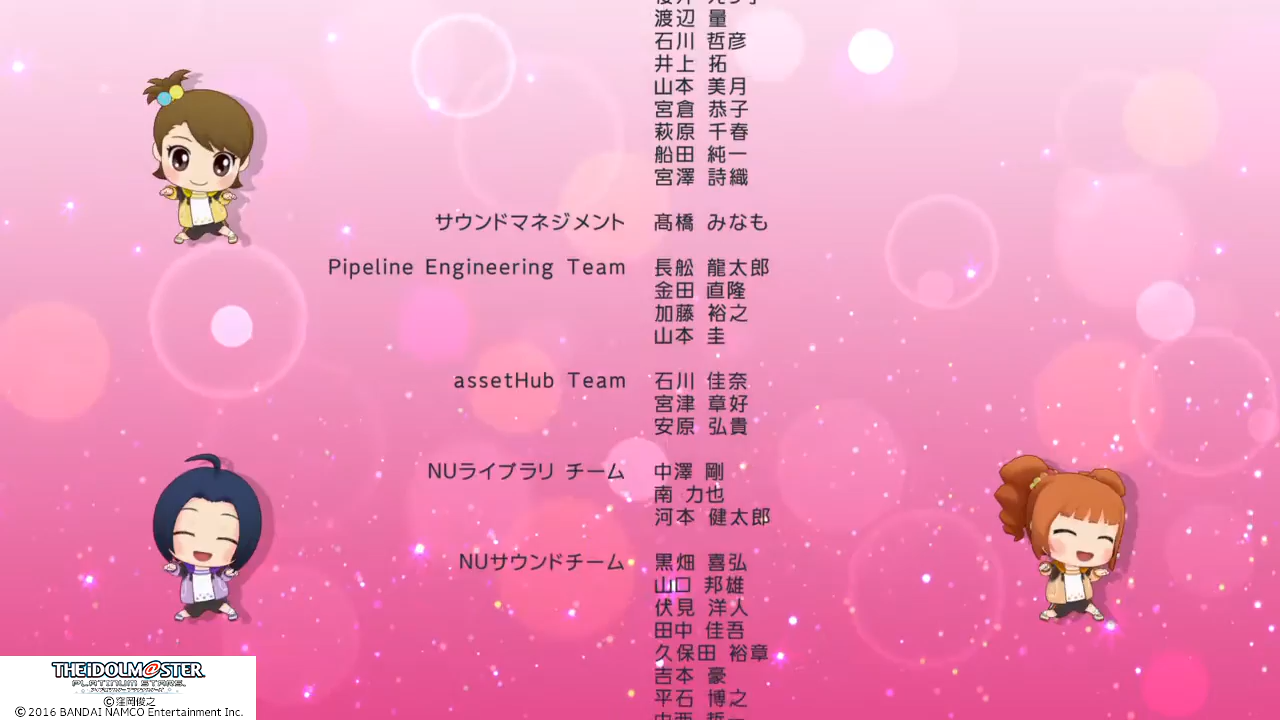 渡辺 量
石川 哲彦
井上 拓
山本 美月
宮倉 恭子
萩原 千春
船田 純一
宮澤 詩織
サウンドマネジメント 髙橋 みなも
Pipeline Engineering Team 長舩 龍太郎
金田 直隆
加藤 裕之
山本 圭
assetHub Team 石川 佳奈
宮津 章好
安原 弘貴
NUライブラリ チーム 中澤 剛
南 力也
河本 健太郎
NUサウンドチーム 黒畑 喜弘
山口 邦雄
伏見 洋人
田中 佳吾
久保田 裕章
吉本 豪
平石 博之
THE iDOLM@STER
PLATINUM STARS
©窪岡俊之
© 2016 BANDAI NAMCO Entertainment Inc.